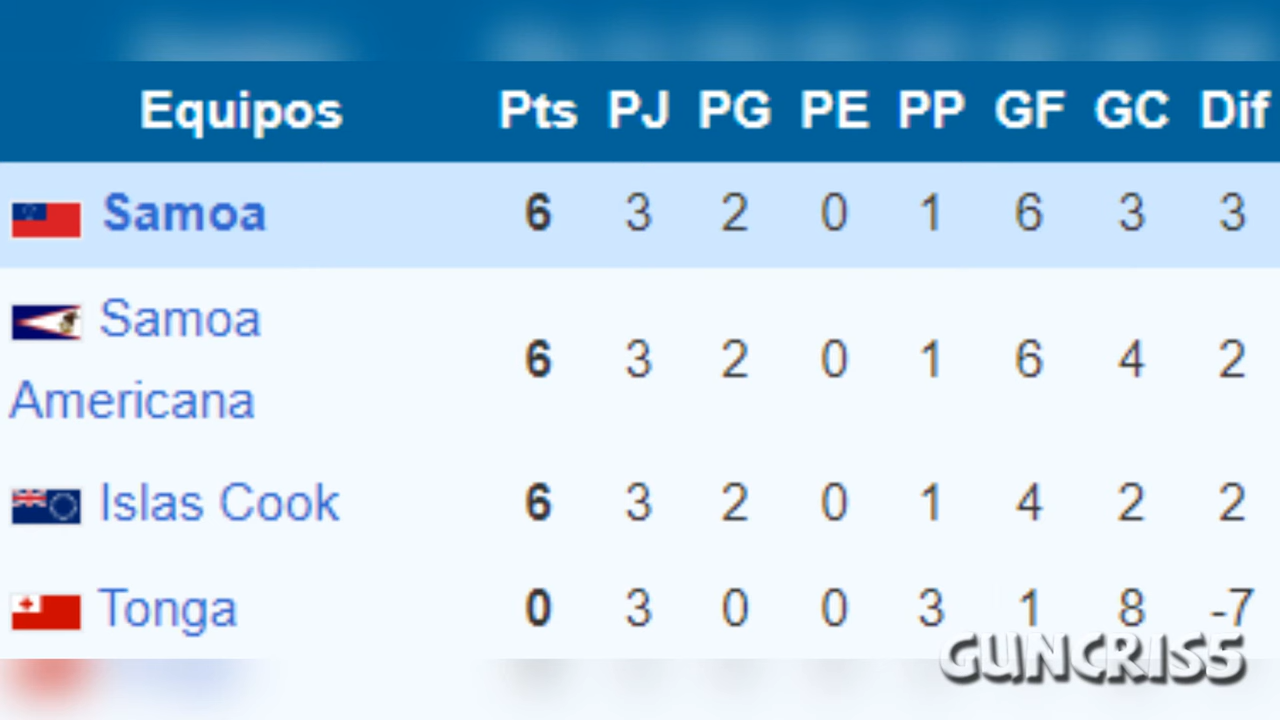 Equipos Pts PJ PG PE PP GF GC Dif
Samoa 6 3 2 0 1 6 3 3
Samoa
Americana 6 3 2 0 1 6 4 2
Islas Cook 6 3 2 0 1 4 2 2
Tonga 0 3 0 0 3 1 8 -7
GUNCRISS